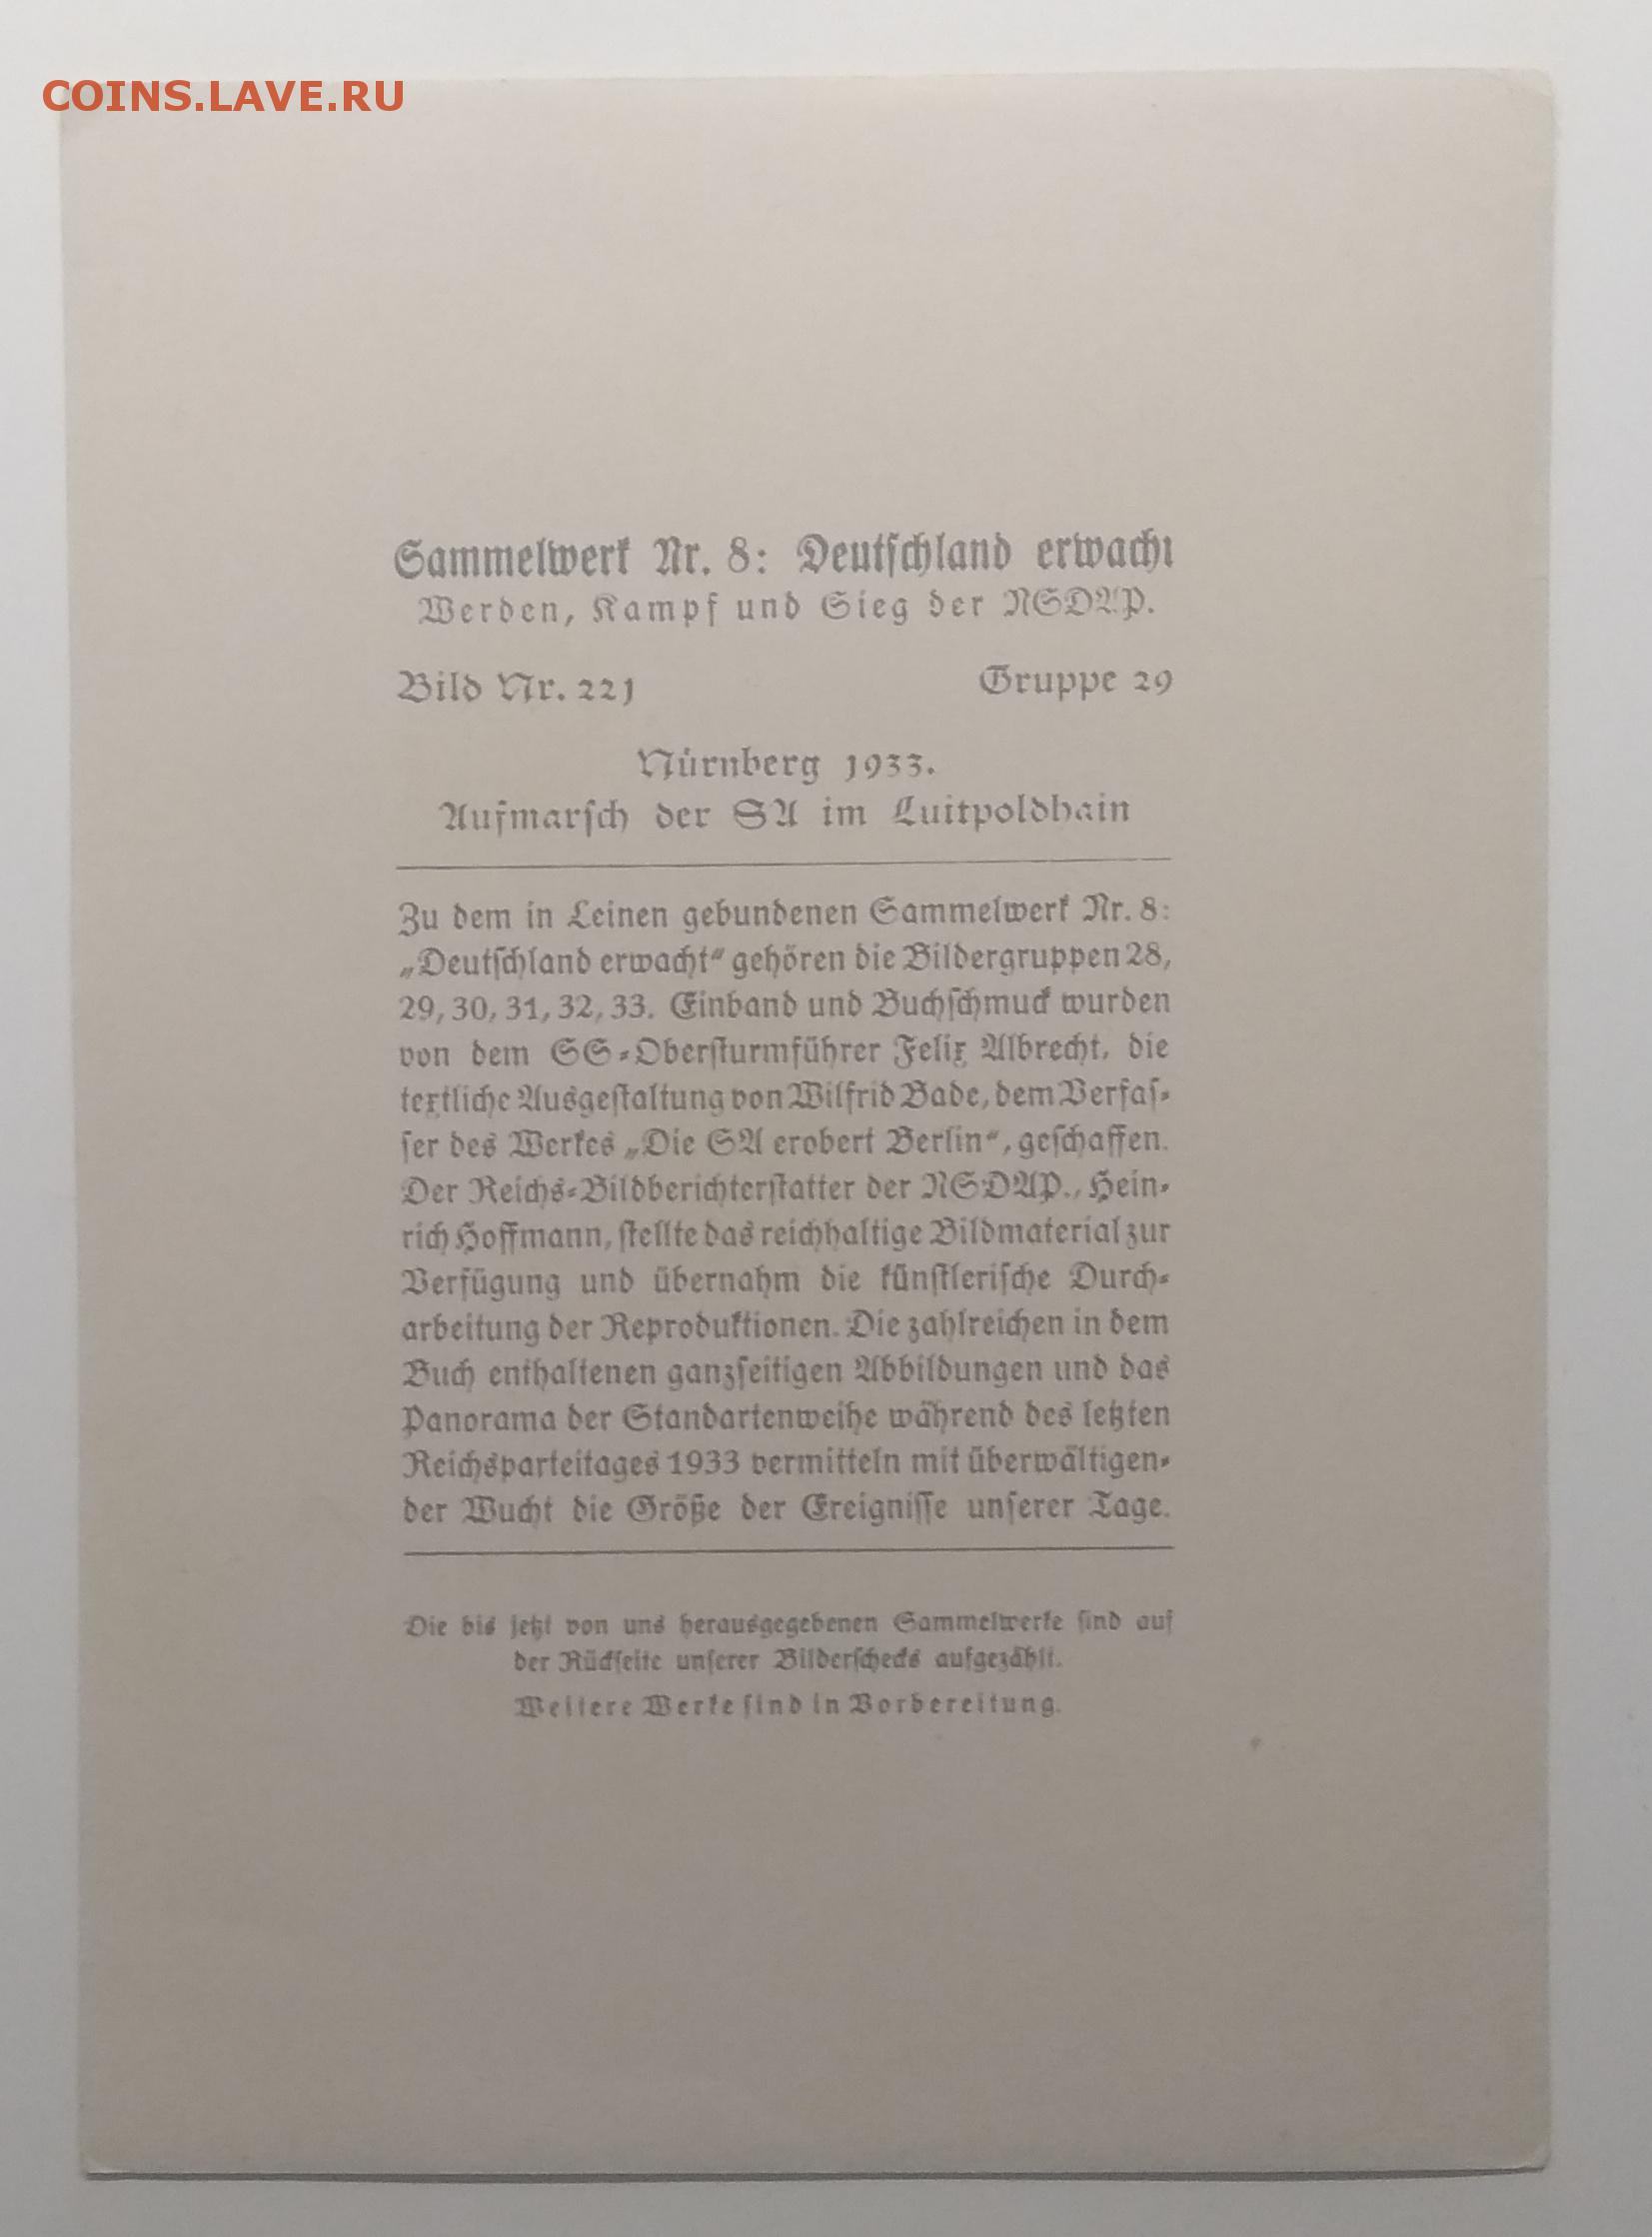 COINS.LAVE.RU
Sammelwerk Nr. 8: Deutschland erwacht
Werden, Kampf und Sieg der NSDAP.
Bild Nr. 221 Gruppe 29
Nürnberg 1933.
Aufmarsch der SA im Luitpoldhain
Zu dem in Leinen gebundenen Sammelwerk Nr. 8:
„Deutschland erwacht“ gehören die Bildergruppen 28,
29, 30, 31, 32, 33. Einband und Buchschmuck wurden
von dem SS-Obersturmführer Felix Albrecht, die
textliche Ausgestaltung von Wilfrid Bade, dem Verfas-
ser des Werkes „Die SA erobert Berlin“, geschaffen.
Der Reichs-Bildberichterstatter der NSDAP., Hein-
rich Hoffmann, stellte das reichhaltige Bildmaterial zur
Verfügung und übernahm die künstlerische Durch-
arbeitung der Reproduktionen. Die zahlreichen in dem
Buch enthaltenen ganzseitigen Abbildungen und das
Panorama der Standartenweihe während des letzten
Reichsparteitages 1933 vermitteln mit überwältigen-
der Wucht die Größe der Ereignisse unserer Tage.
Die bis jetzt von uns herausgegebenen Sammelwerke sind auf
der Rückseite unserer Bilderschecks aufgezählt.
Weitere Werke sind in Vorbereitung.